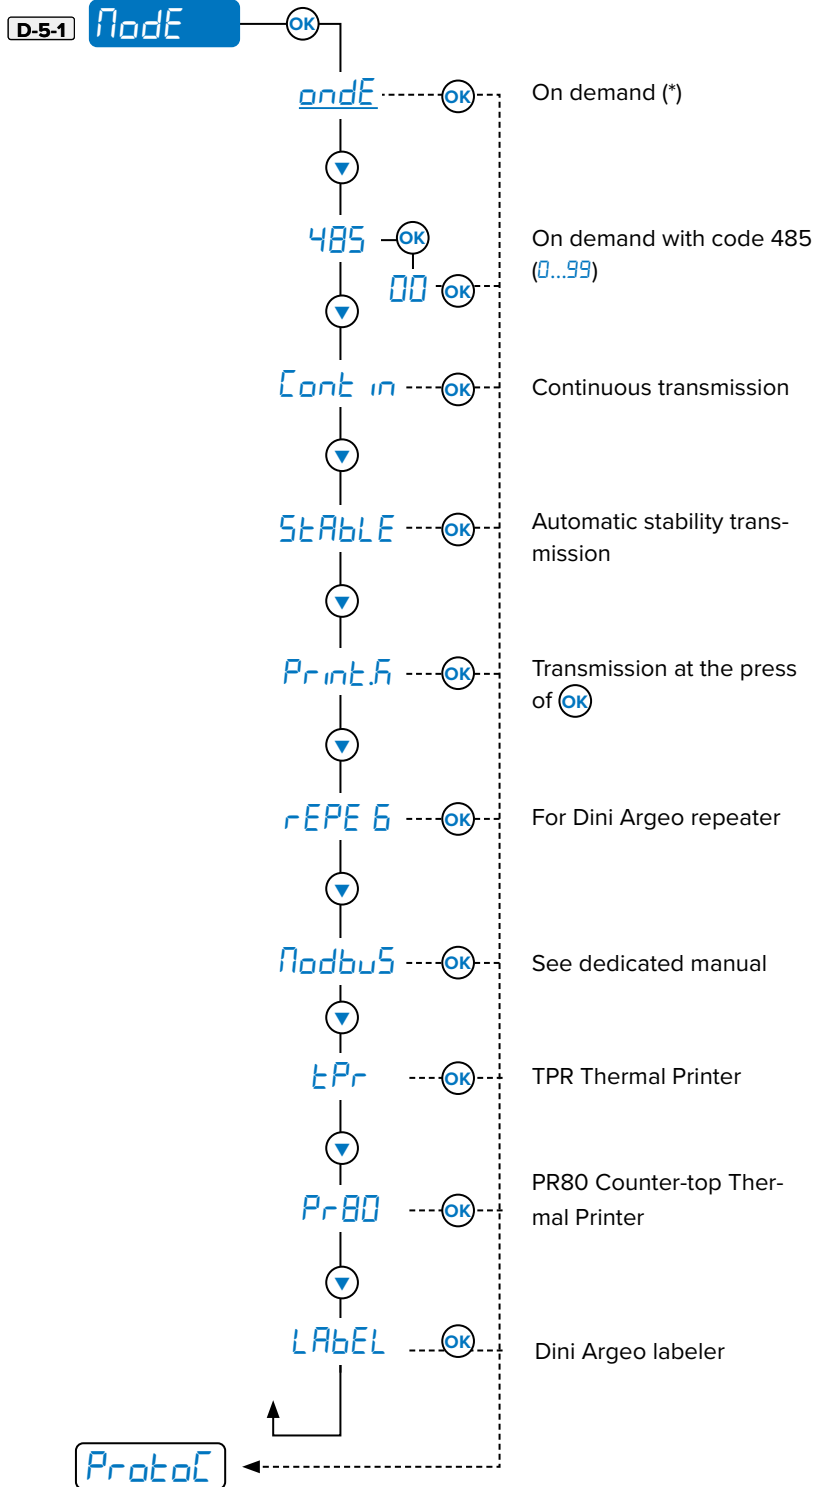 D-5-1 ModE OK
ondE OK On demand (*)
485 OK On demand with code 485
00 OK (0...99)
Contin OK Continuous transmission
StAbLE OK Automatic stability trans-
mission
Print.M OK Transmission at the press
of OK
rEPE 6 OK For Dini Argeo repeater
ModbuS OK See dedicated manual
tPr OK TPR Thermal Printer
Pr80 OK PR80 Counter-top Ther-
mal Printer
LAbEL OK Dini Argeo labeler
ProtoC